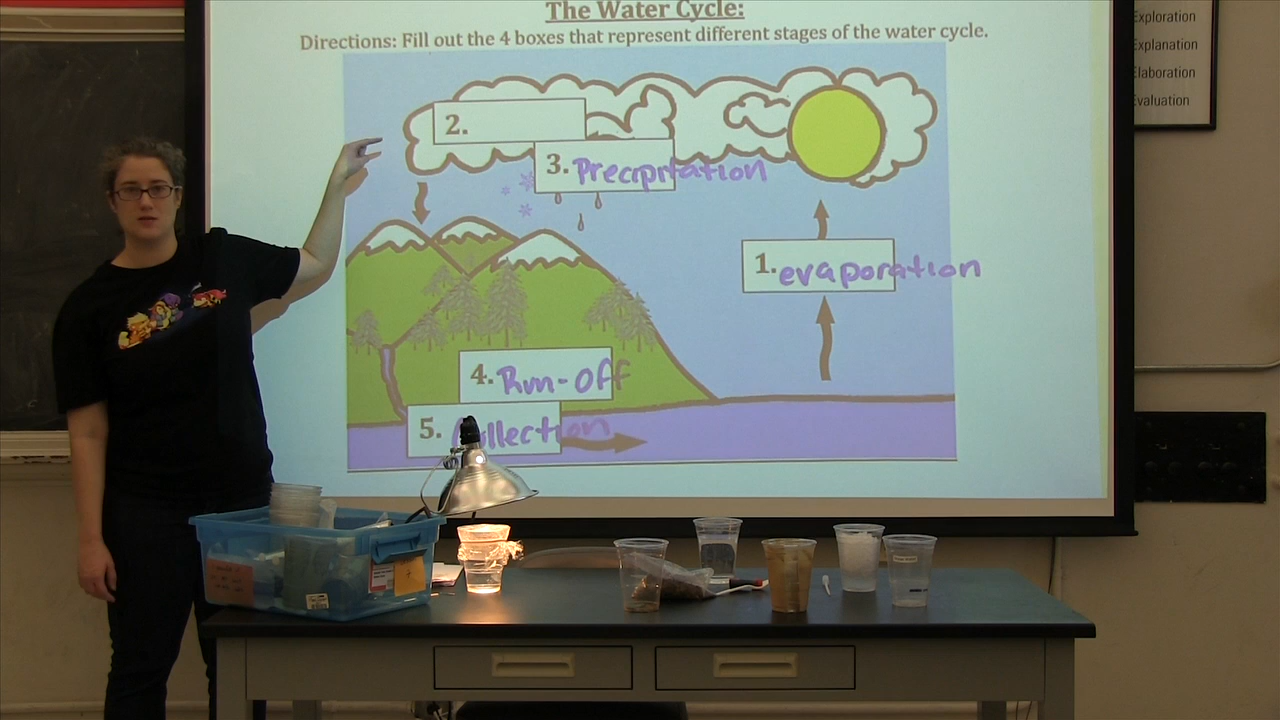 The Water Cycle:
Directions: Fill out the 4 boxes that represent different stages of the water cycle.
2.
3. Precipitation
1. evaporation
4. Run-Off
5. Collection
Exploration
Explanation
Elaboration
Evaluation